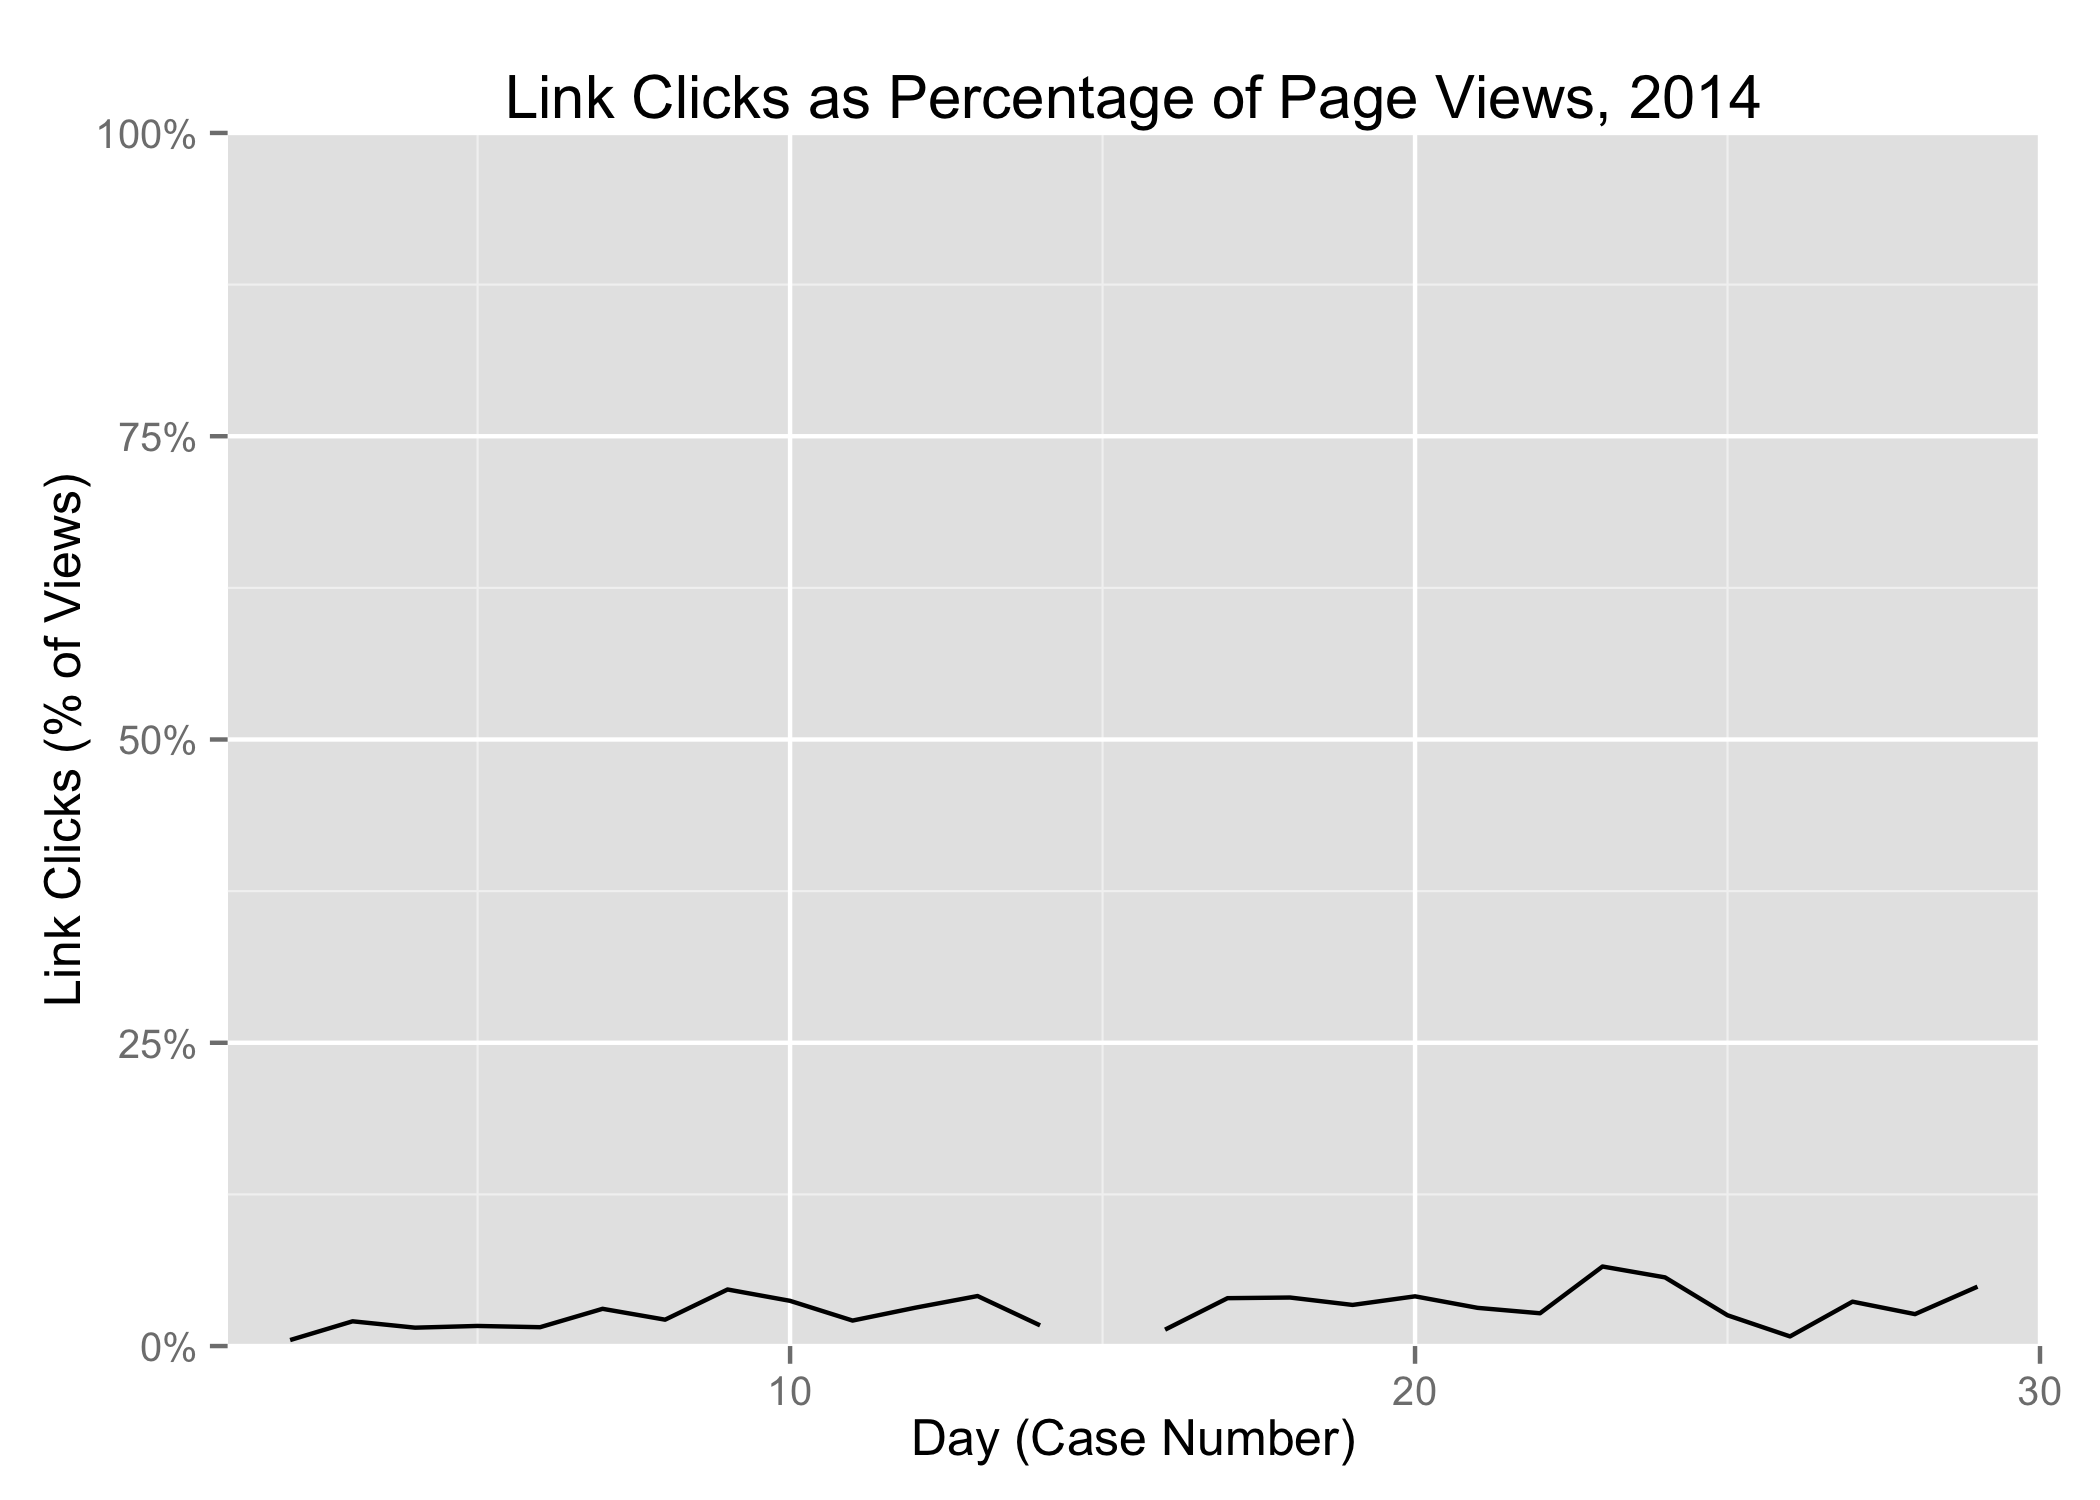 Link Clicks as Percentage of Page Views, 2014
100%
75%
50%
25%
0%
Link Clicks (% of Views)
10
20
30
Day (Case Number)